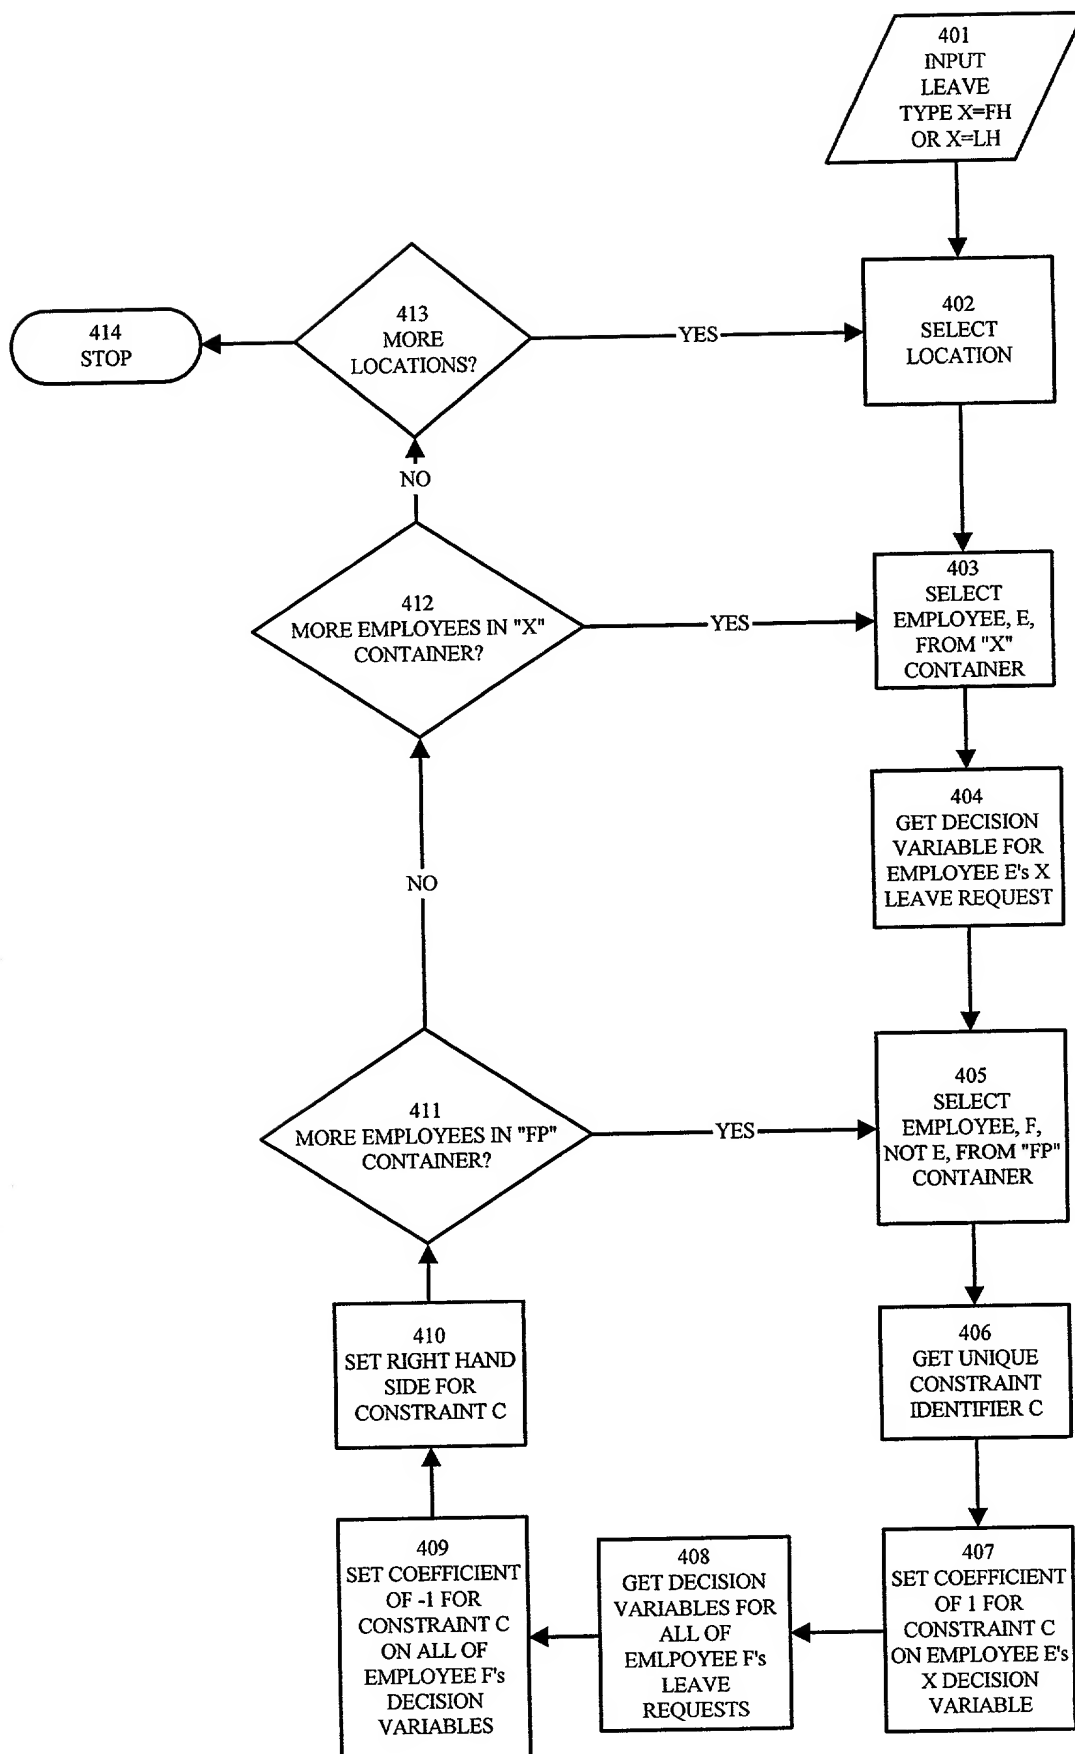 401
INPUT
LEAVE
TYPE X=FH
OR X=LH
413
MORE
LOCATIONS?
414
STOP
YES
402
SELECT
LOCATION
NO
412
MORE EMPLOYEES IN "X"
CONTAINER?
YES
403
SELECT
EMPLOYEE, E,
FROM "X"
CONTAINER
404
GET DECISION
VARIABLE FOR
EMPLOYEE E's X
LEAVE REQUEST
NO
411
MORE EMPLOYEES IN "FP"
CONTAINER?
YES
405
SELECT
EMPLOYEE, F,
NOT E, FROM "FP"
CONTAINER
410
SET RIGHT HAND
SIDE FOR
CONSTRAINT C
406
GET UNIQUE
CONSTRAINT
IDENTIFIER C
409
SET COEFFICIENT
OF -1 FOR
CONSTRAINT C
ON ALL OF
EMPLOYEE F's
DECISION
VARIABLES
408
GET DECISION
VARIABLES FOR
ALL OF
EMLPOYEE F's
LEAVE
REQUESTS
407
SET COEFFICIENT
OF 1 FOR
CONSTRAINT C
ON EMPLOYEE E's
X DECISION
VARIABLE